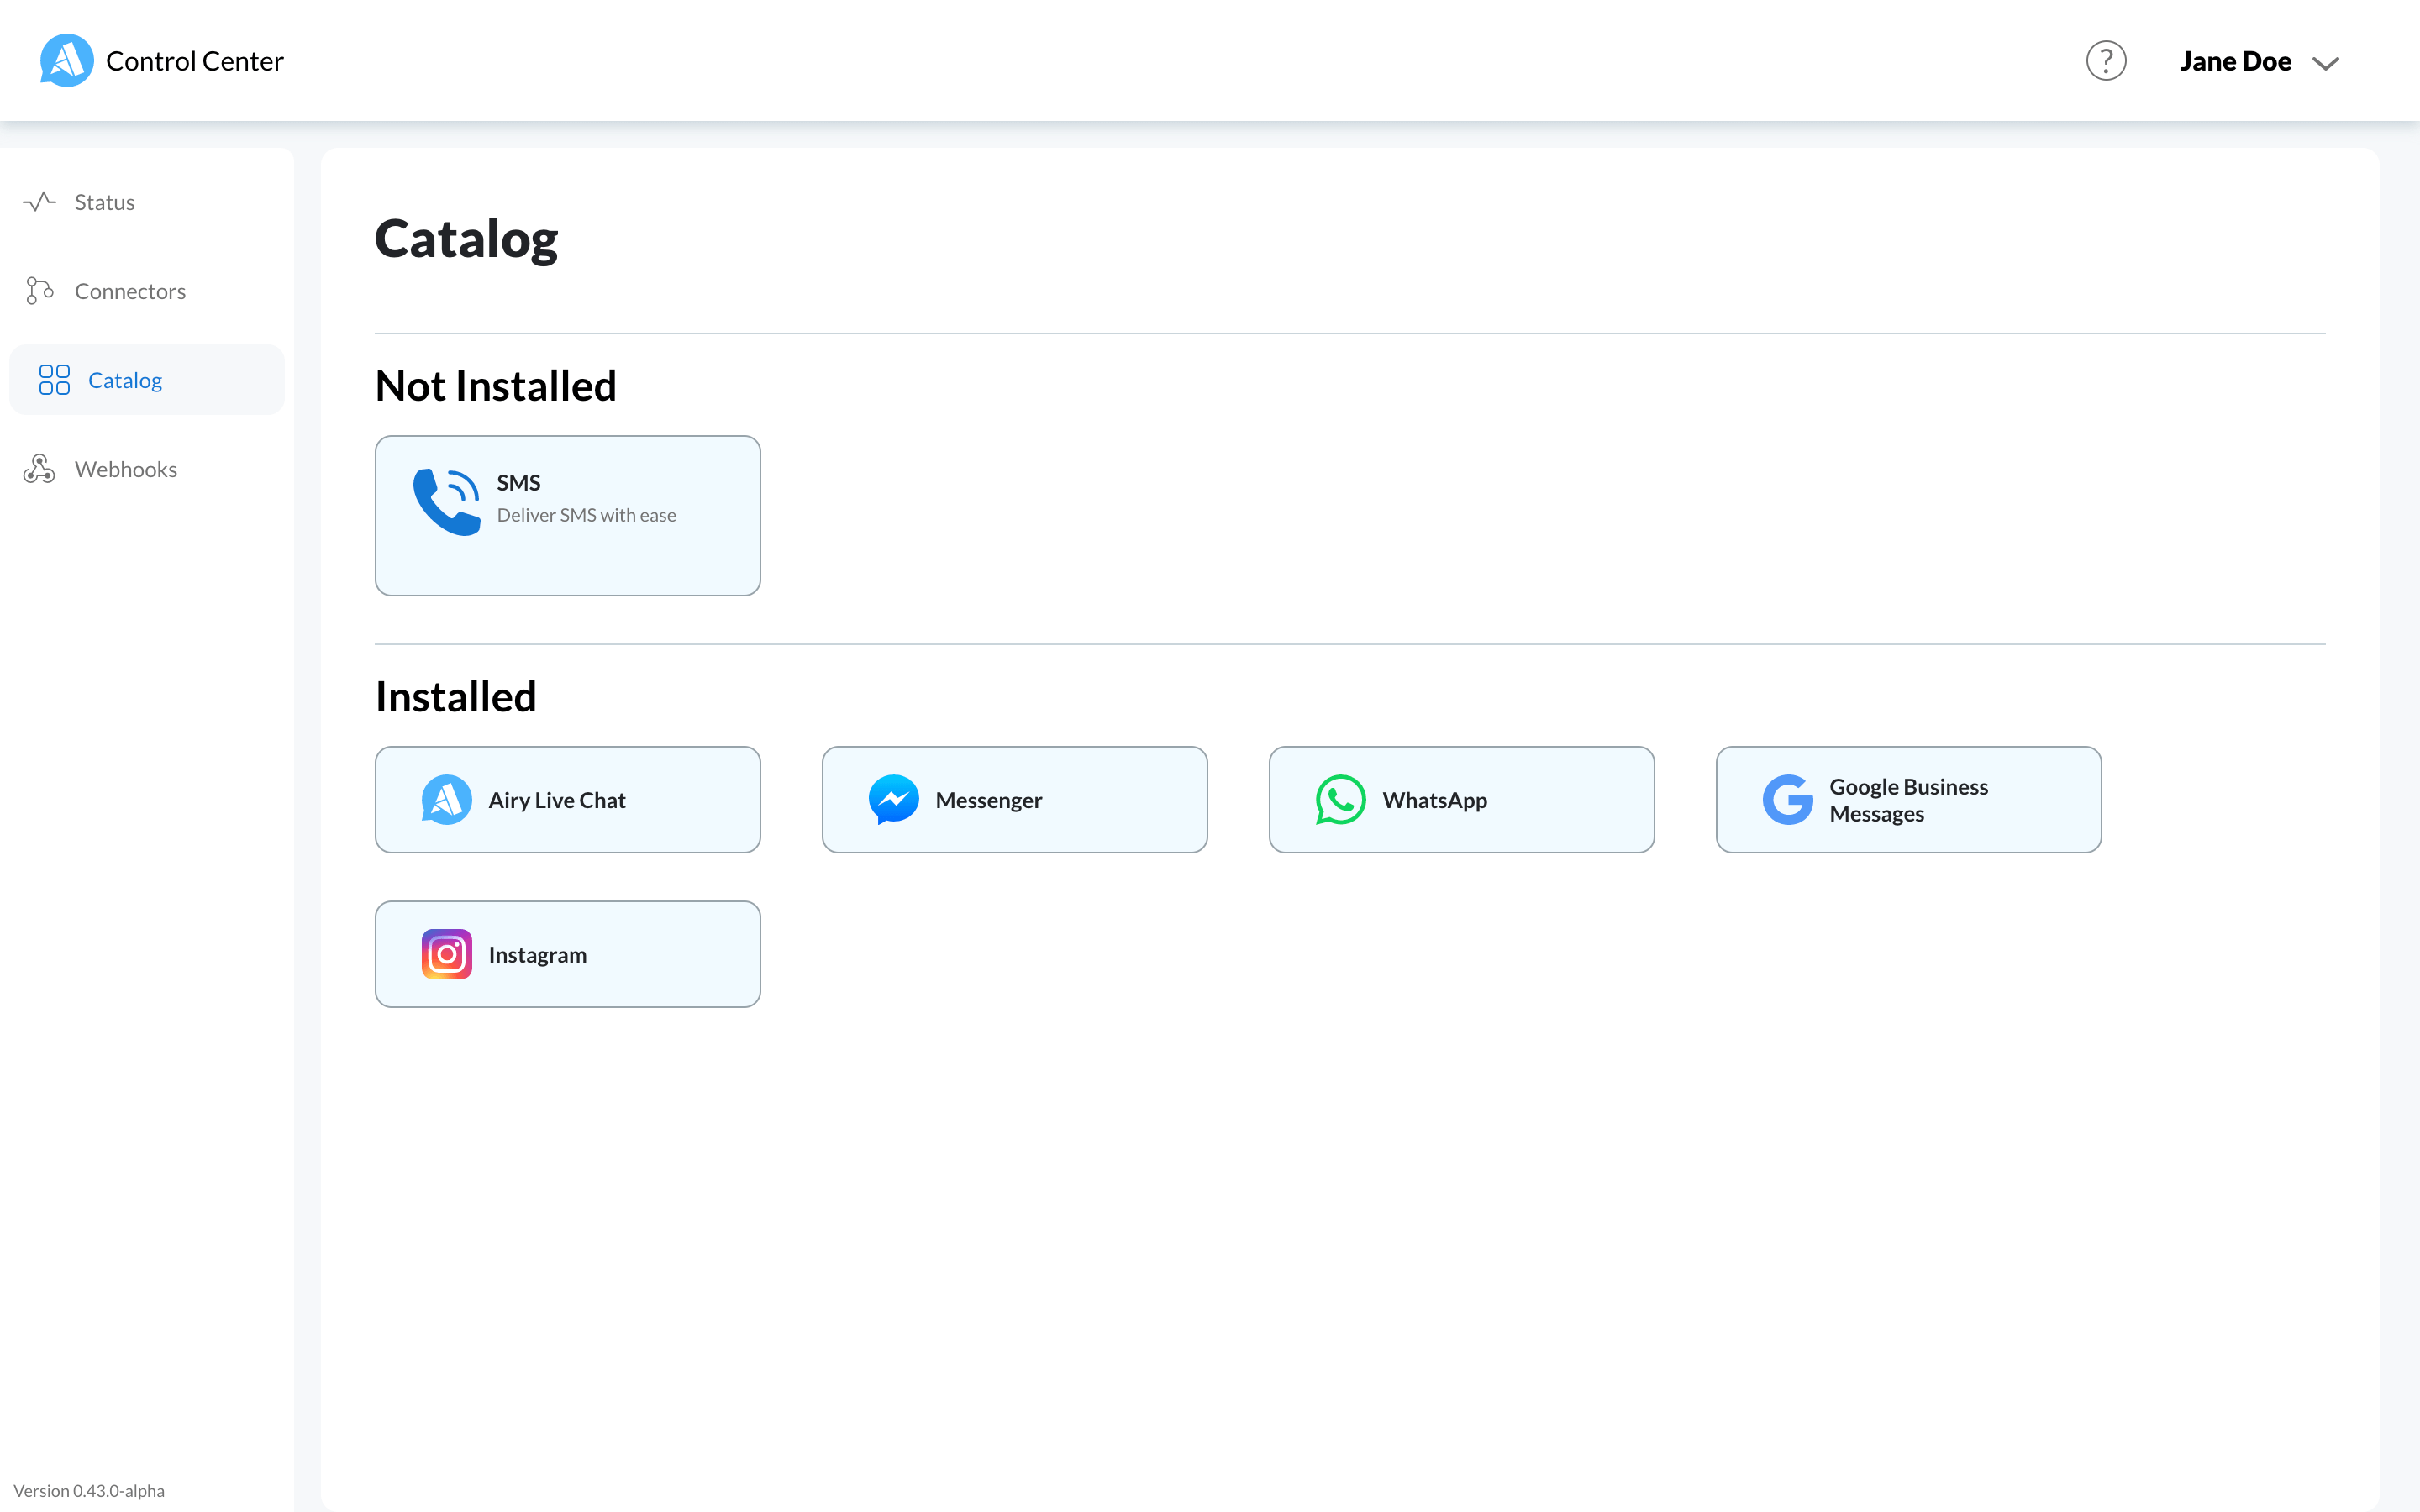 Control Center
?
Jane Doe
Status
Connectors
Catalog
Webhooks
Version 0.43.0-alpha
Catalog
Not Installed
SMS
Deliver SMS with ease
Installed
Airy Live Chat
Messenger
WhatsApp
Google Business
Messages
Instagram